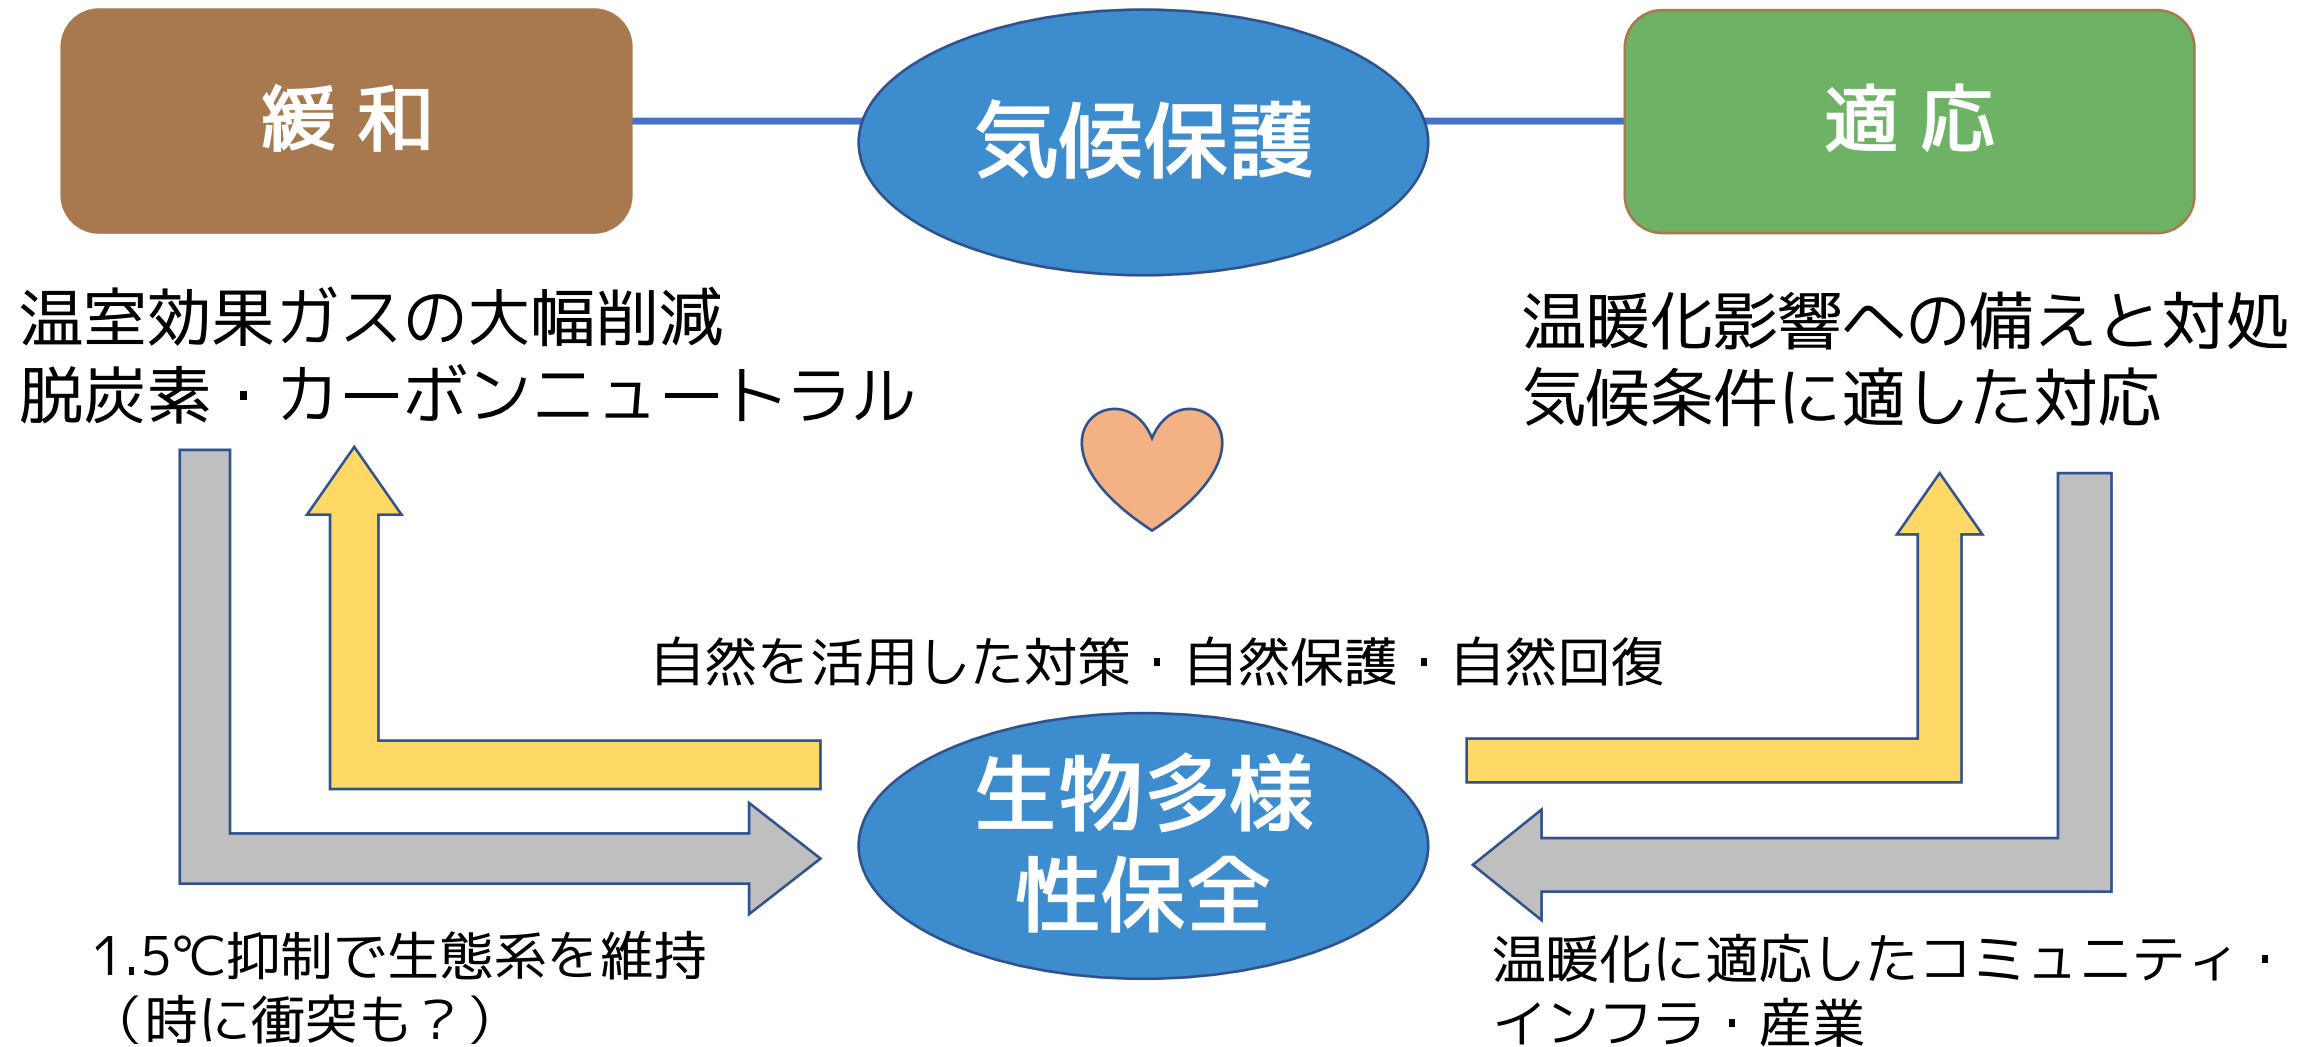 緩 和
気候保護
適 応
温室効果ガスの大幅削減
脱炭素・カーボンニュートラル
温暖化影響への備えと対処
気候条件に適した対応
自然を活用した対策・自然保護・自然回復
生物多様
性保全
1.5℃抑制で生態系を維持
（時に衝突も？）
温暖化に適応したコミュニティ・
インフラ・産業